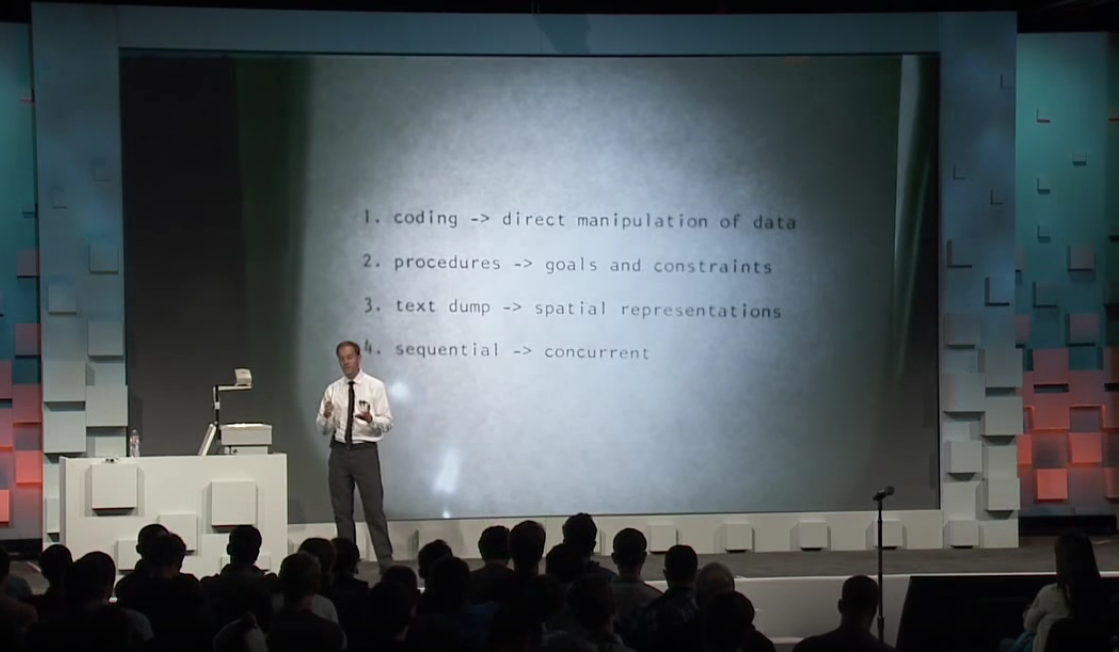 1. coding -> direct manipulation of data
2. procedures -> goals and constraints
3. text dump -> spatial representations
4. sequential -> concurrent